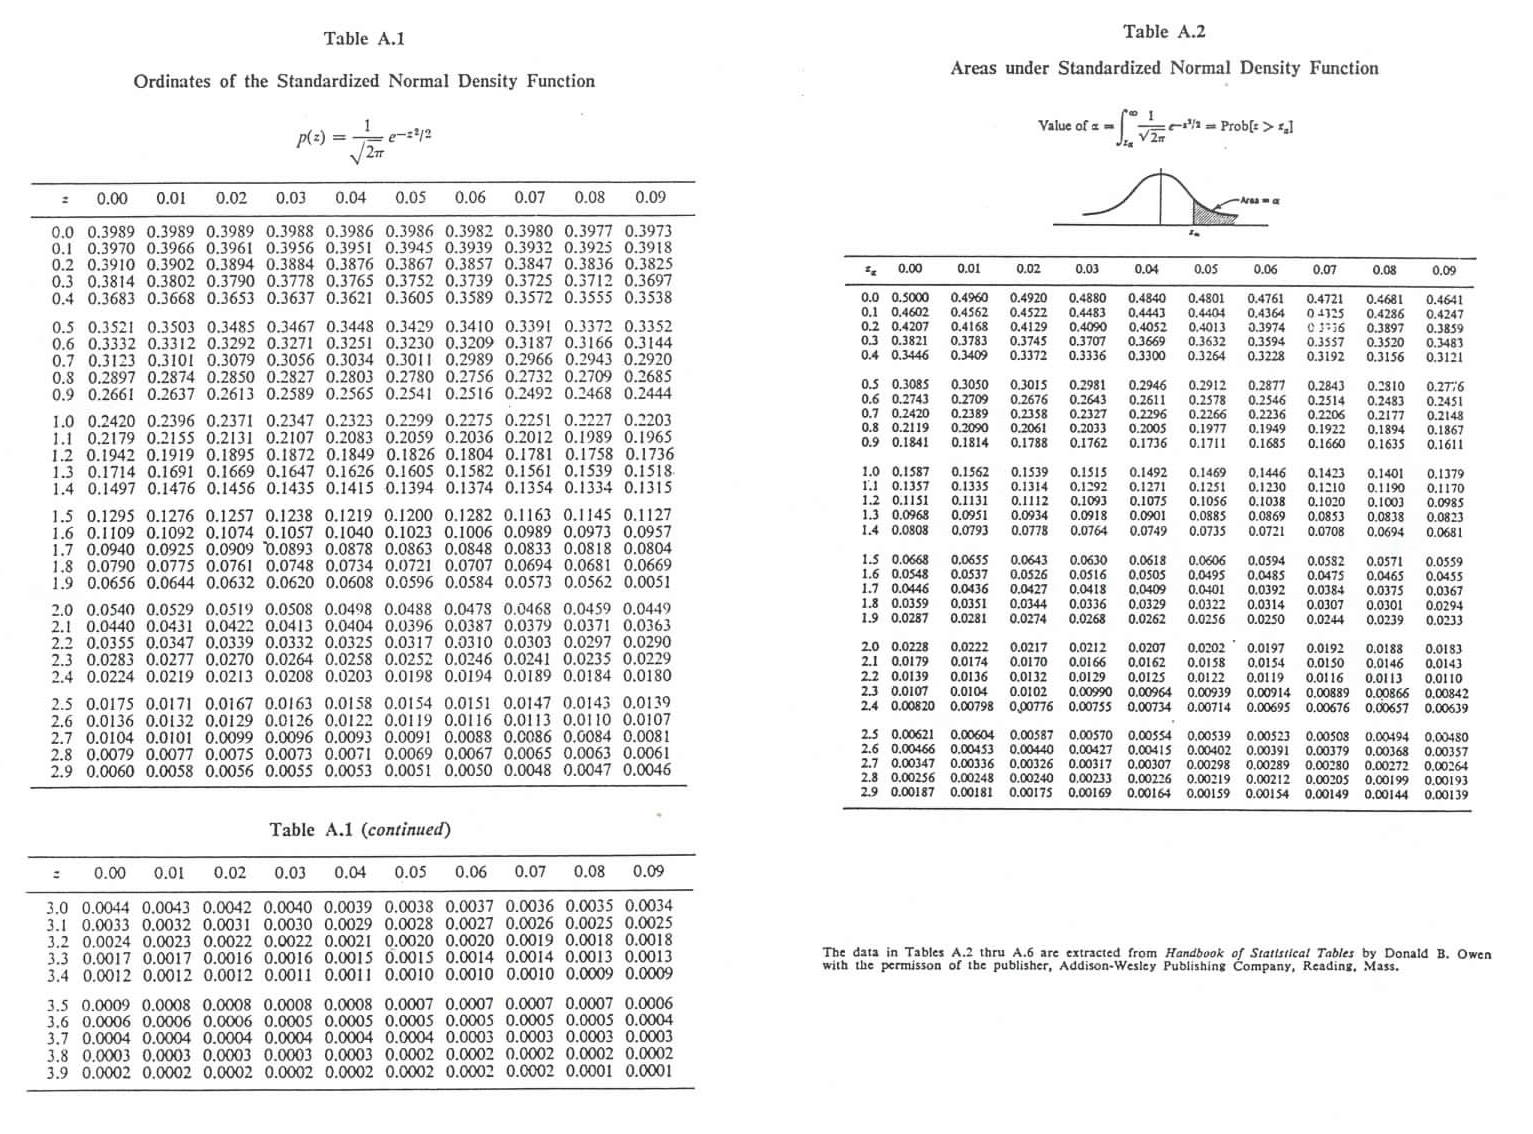 Table A.1
Ordinates of the Standardized Normal Density Function
p(z) = 1/√2π e^−z²/2
z 0.00 0.01 0.02 0.03 0.04 0.05 0.06 0.07 0.08 0.09
0.0 0.3989 0.3989 0.3989 0.3988 0.3986 0.3986 0.3982 0.3980 0.3977 0.3973
0.1 0.3970 0.3966 0.3961 0.3956 0.3951 0.3945 0.3939 0.3932 0.3925 0.3918
0.2 0.3910 0.3902 0.3894 0.3884 0.3876 0.3867 0.3857 0.3847 0.3836 0.3825
0.3 0.3814 0.3802 0.3790 0.3778 0.3765 0.3752 0.3739 0.3725 0.3712 0.3697
0.4 0.3683 0.3668 0.3653 0.3637 0.3621 0.3605 0.3589 0.3572 0.3555 0.3538
0.5 0.3521 0.3503 0.3485 0.3467 0.3448 0.3429 0.3410 0.3391 0.3372 0.3352
0.6 0.3332 0.3312 0.3292 0.3271 0.3251 0.3230 0.3209 0.3187 0.3166 0.3144
0.7 0.3123 0.3101 0.3079 0.3056 0.3034 0.3011 0.2989 0.2966 0.2943 0.2920
0.8 0.2897 0.2874 0.2850 0.2827 0.2803 0.2780 0.2756 0.2732 0.2709 0.2685
0.9 0.2661 0.2637 0.2613 0.2589 0.2565 0.2541 0.2516 0.2492 0.2468 0.2444
1.0 0.2420 0.2396 0.2371 0.2347 0.2323 0.2299 0.2275 0.2251 0.2227 0.2203
1.1 0.2179 0.2155 0.2131 0.2107 0.2083 0.2059 0.2036 0.2012 0.1989 0.1965
1.2 0.1942 0.1919 0.1895 0.1872 0.1849 0.1826 0.1804 0.1781 0.1758 0.1736
1.3 0.1714 0.1691 0.1669 0.1647 0.1626 0.1605 0.1582 0.1561 0.1539 0.1518
1.4 0.1497 0.1476 0.1456 0.1435 0.1415 0.1394 0.1374 0.1354 0.1334 0.1315
1.5 0.1295 0.1276 0.1257 0.1238 0.1219 0.1200 0.1282 0.1163 0.1145 0.1127
1.6 0.1109 0.1092 0.1074 0.1057 0.1040 0.1023 0.1006 0.0989 0.0973 0.0957
1.7 0.0940 0.0925 0.0909 0.0893 0.0878 0.0863 0.0848 0.0833 0.0818 0.0804
1.8 0.0790 0.0775 0.0761 0.0748 0.0734 0.0721 0.0707 0.0694 0.0681 0.0669
1.9 0.0656 0.0644 0.0632 0.0620 0.0608 0.0596 0.0584 0.0573 0.0562 0.0051
2.0 0.0540 0.0529 0.0519 0.0508 0.0498 0.0488 0.0478 0.0468 0.0459 0.0449
2.1 0.0440 0.0431 0.0422 0.0413 0.0404 0.0396 0.0387 0.0379 0.0371 0.0363
2.2 0.0355 0.0347 0.0339 0.0332 0.0325 0.0317 0.0310 0.0303 0.0297 0.0290
2.3 0.0283 0.0277 0.0270 0.0264 0.0258 0.0252 0.0246 0.0241 0.0235 0.0229
2.4 0.0224 0.0219 0.0213 0.0208 0.0203 0.0198 0.0194 0.0189 0.0184 0.0180
2.5 0.0175 0.0171 0.0167 0.0163 0.0158 0.0154 0.0151 0.0147 0.0143 0.0139
2.6 0.0136 0.0132 0.0129 0.0126 0.0122 0.0119 0.0116 0.0113 0.0110 0.0107
2.7 0.0104 0.0101 0.0099 0.0096 0.0093 0.0091 0.0088 0.0086 0.0084 0.0081
2.8 0.0079 0.0077 0.0075 0.0073 0.0071 0.0069 0.0067 0.0065 0.0063 0.0061
2.9 0.0060 0.0058 0.0056 0.0055 0.0053 0.0051 0.0050 0.0048 0.0047 0.0046
Table A.1 (continued)
z 0.00 0.01 0.02 0.03 0.04 0.05 0.06 0.07 0.08 0.09
3.0 0.0044 0.0043 0.0042 0.0040 0.0039 0.0038 0.0037 0.0036 0.0035 0.0034
3.1 0.0033 0.0032 0.0031 0.0030 0.0029 0.0028 0.0027 0.0026 0.0025 0.0025
3.2 0.0024 0.0023 0.0022 0.0022 0.0021 0.0020 0.0020 0.0019 0.0018 0.0018
3.3 0.0017 0.0017 0.0016 0.0016 0.0015 0.0015 0.0014 0.0014 0.0013 0.0013
3.4 0.0012 0.0012 0.0012 0.0011 0.0011 0.0010 0.0010 0.0010 0.0009 0.0009
3.5 0.0009 0.0008 0.0008 0.0008 0.0008 0.0007 0.0007 0.0007 0.0007 0.0006
3.6 0.0006 0.0006 0.0006 0.0005 0.0005 0.0005 0.0005 0.0005 0.0005 0.0004
3.7 0.0004 0.0004 0.0004 0.0004 0.0004 0.0004 0.0003 0.0003 0.0003 0.0003
3.8 0.0003 0.0003 0.0003 0.0003 0.0003 0.0002 0.0002 0.0002 0.0002 0.0002
3.9 0.0002 0.0002 0.0002 0.0002 0.0002 0.0002 0.0002 0.0002 0.0001 0.0001
Table A.2
Areas under Standardized Normal Density Function
Value of α = ∫_zα^∞ 1/√2π e^−z²/2 = Prob[z > zα]
Area = α
zα
zα 0.00 0.01 0.02 0.03 0.04 0.05 0.06 0.07 0.08 0.09
0.0 0.5000 0.4960 0.4920 0.4880 0.4840 0.4801 0.4761 0.4721 0.4681 0.4641
0.1 0.4602 0.4562 0.4522 0.4483 0.4443 0.4404 0.4364 0.4325 0.4286 0.4247
0.2 0.4207 0.4168 0.4129 0.4090 0.4052 0.4013 0.3974 0.3897 0.3859
0.3 0.3821 0.3783 0.3745 0.3707 0.3669 0.3632 0.3594 0.3557 0.3520 0.3483
0.4 0.3446 0.3409 0.3372 0.3336 0.3300 0.3264 0.3228 0.3192 0.3156 0.3121
0.5 0.3085 0.3050 0.3015 0.2981 0.2946 0.2912 0.2877 0.2843 0.2810 0.2776
0.6 0.2743 0.2709 0.2676 0.2643 0.2611 0.2578 0.2546 0.2514 0.2483 0.2451
0.7 0.2420 0.2389 0.2358 0.2327 0.2296 0.2266 0.2236 0.2206 0.2177 0.2148
0.8 0.2119 0.2090 0.2061 0.2033 0.2005 0.1977 0.1949 0.1922 0.1894 0.1867
0.9 0.1841 0.1814 0.1788 0.1762 0.1736 0.1711 0.1685 0.1660 0.1635 0.1611
1.0 0.1587 0.1562 0.1539 0.1515 0.1492 0.1469 0.1446 0.1423 0.1401 0.1379
1.1 0.1357 0.1335 0.1314 0.1292 0.1271 0.1251 0.1230 0.1210 0.1190 0.1170
1.2 0.1151 0.1131 0.1112 0.1093 0.1075 0.1056 0.1038 0.1020 0.1003 0.0985
1.3 0.0968 0.0951 0.0934 0.0918 0.0901 0.0885 0.0869 0.0853 0.0838 0.0823
1.4 0.0808 0.0793 0.0778 0.0764 0.0749 0.0735 0.0721 0.0708 0.0694 0.0681
1.5 0.0668 0.0655 0.0643 0.0630 0.0618 0.0606 0.0594 0.0582 0.0571 0.0559
1.6 0.0548 0.0537 0.0526 0.0516 0.0505 0.0495 0.0485 0.0475 0.0465 0.0455
1.7 0.0446 0.0436 0.0427 0.0418 0.0409 0.0401 0.0392 0.0384 0.0375 0.0367
1.8 0.0359 0.0351 0.0344 0.0336 0.0329 0.0322 0.0314 0.0307 0.0301 0.0294
1.9 0.0287 0.0281 0.0274 0.0268 0.0262 0.0256 0.0250 0.0244 0.0239 0.0233
2.0 0.0228 0.0222 0.0217 0.0212 0.0207 0.0202 0.0197 0.0192 0.0188 0.0183
2.1 0.0179 0.0174 0.0170 0.0166 0.0162 0.0158 0.0154 0.0150 0.0146 0.0143
2.2 0.0139 0.0136 0.0132 0.0129 0.0125 0.0122 0.0119 0.0116 0.0113 0.0110
2.3 0.0107 0.0104 0.0102 0.00990 0.00964 0.00939 0.00914 0.00889 0.00866 0.00842
2.4 0.00820 0.00798 0.00776 0.00755 0.00734 0.00714 0.00695 0.00676 0.00657 0.00639
2.5 0.00621 0.00604 0.00587 0.00570 0.00554 0.00539 0.00523 0.00508 0.00494 0.00480
2.6 0.00466 0.00453 0.00440 0.00427 0.00415 0.00402 0.00391 0.00379 0.00368 0.00357
2.7 0.00347 0.00336 0.00326 0.00317 0.00307 0.00298 0.00289 0.00280 0.00272 0.00264
2.8 0.00256 0.00248 0.00240 0.00233 0.00226 0.00219 0.00212 0.00205 0.00199 0.00193
2.9 0.00187 0.00181 0.00175 0.00169 0.00164 0.00159 0.00154 0.00149 0.00144 0.00139
The data in Tables A.2 thru A.6 are extracted from Handbook of Statistical Tables by Donald B. Owen
with the permisson of the publisher, Addison-Wesley Publishing Company, Reading, Mass.